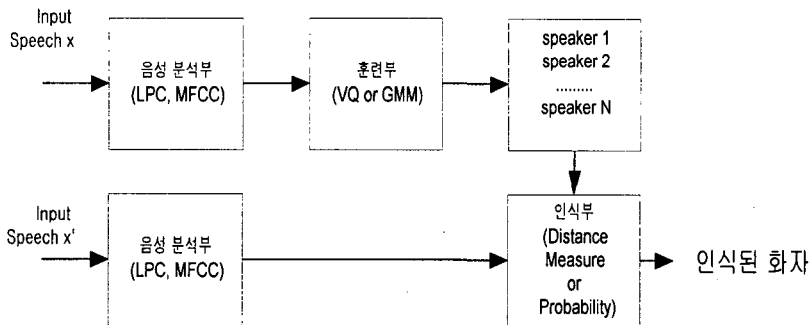 Input
Speech x
음성 분석부
(LPC, MFCC)
훈련부
(VQ or GMM)
speaker 1
speaker 2
.........
speaker N
Input
Speech x'
음성 분석부
(LPC, MFCC)
인식부
(Distance
Measure
or
Probability)
인식된 화자